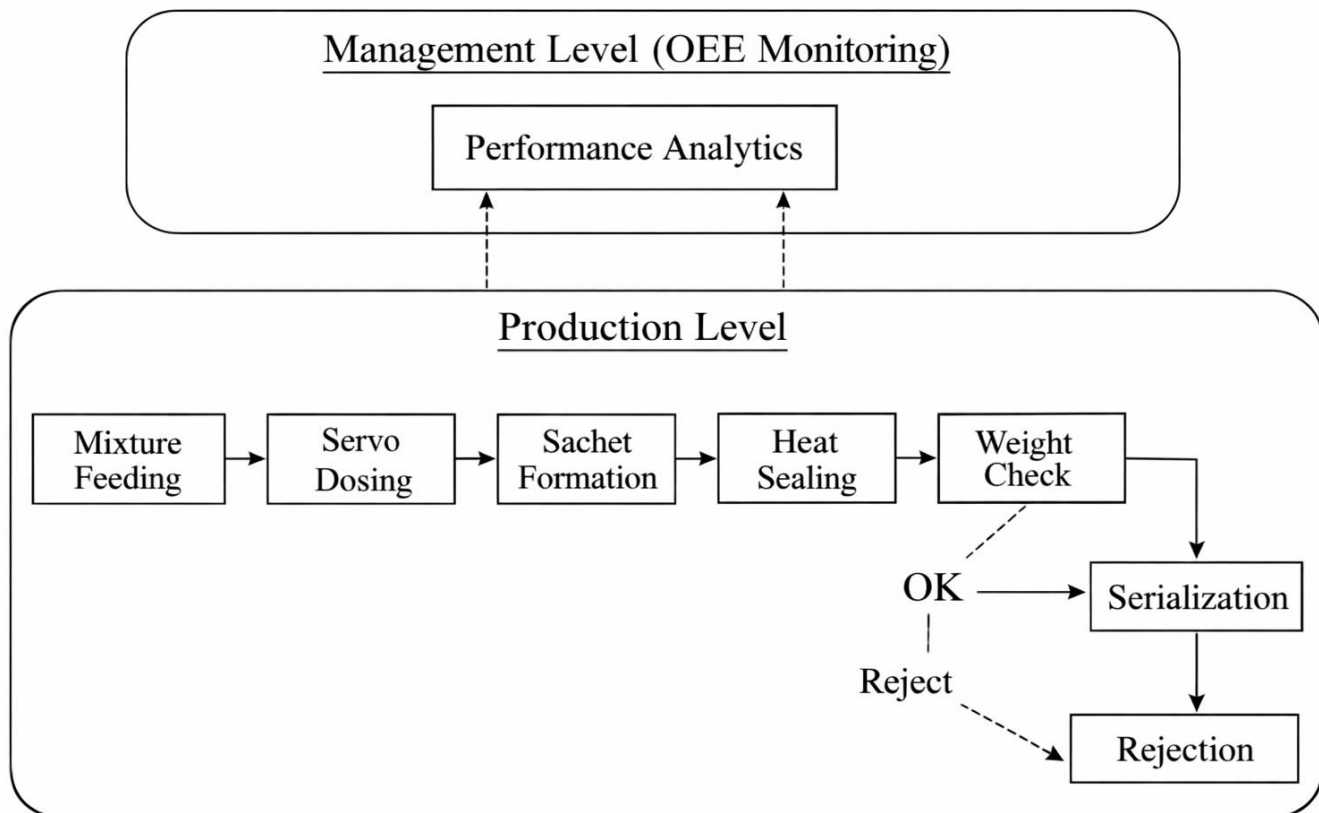 Management Level (OEE Monitoring)
Performance Analytics
Production Level
Mixture
Feeding
Servo
Dosing
Sachet
Formation
Heat
Sealing
Weight
Check
OK
Serialization
Reject
Rejection